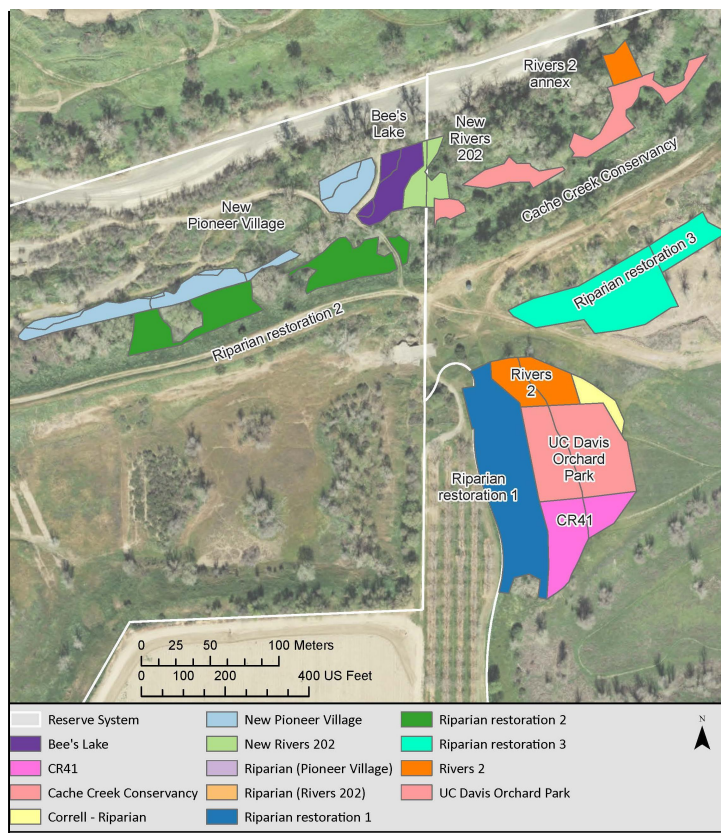 Rivers 2
annex
Bee's
Lake
New
Rivers
202
Cache Creek Conservancy
New
Pioneer Village
Riparian restoration 3
Riparian restoration 2
Rivers
2
UC Davis
Orchard
Park
Riparian
restoration 1
CR41
0 25 50 100 Meters
0 100 200 400 US Feet
Reserve System
Bee's Lake
CR41
Cache Creek Conservancy
Correll - Riparian
New Pioneer Village
New Rivers 202
Riparian (Pioneer Village)
Riparian (Rivers 202)
Riparian restoration 1
Riparian restoration 2
Riparian restoration 3
Rivers 2
UC Davis Orchard Park
N